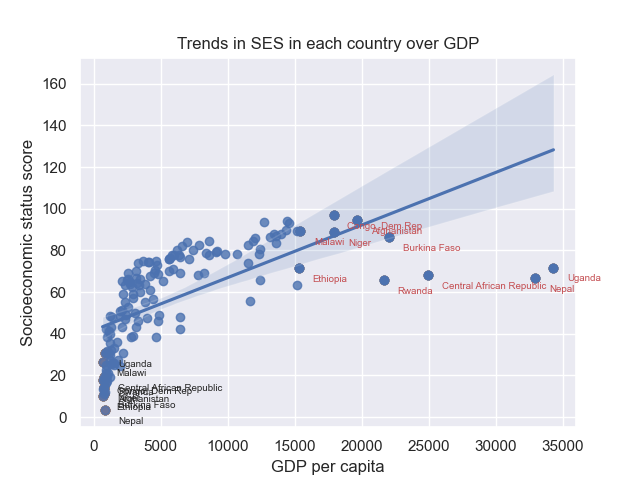 Trends in SES in each country over GDP
160
140
120
100
80
60
40
20
0
Socioeconomic status score
Congo, Dem Rep
Afghanistan
Malawi
Niger
Burkina Faso
Ethiopia
Uganda
Central African Republic
Nepal
Rwanda
Uganda
Malawi
Central African Republic
Afghanistan
Burkina Faso
Ethiopia
Nepal
0 5000 10000 15000 20000 25000 30000 35000
GDP per capita